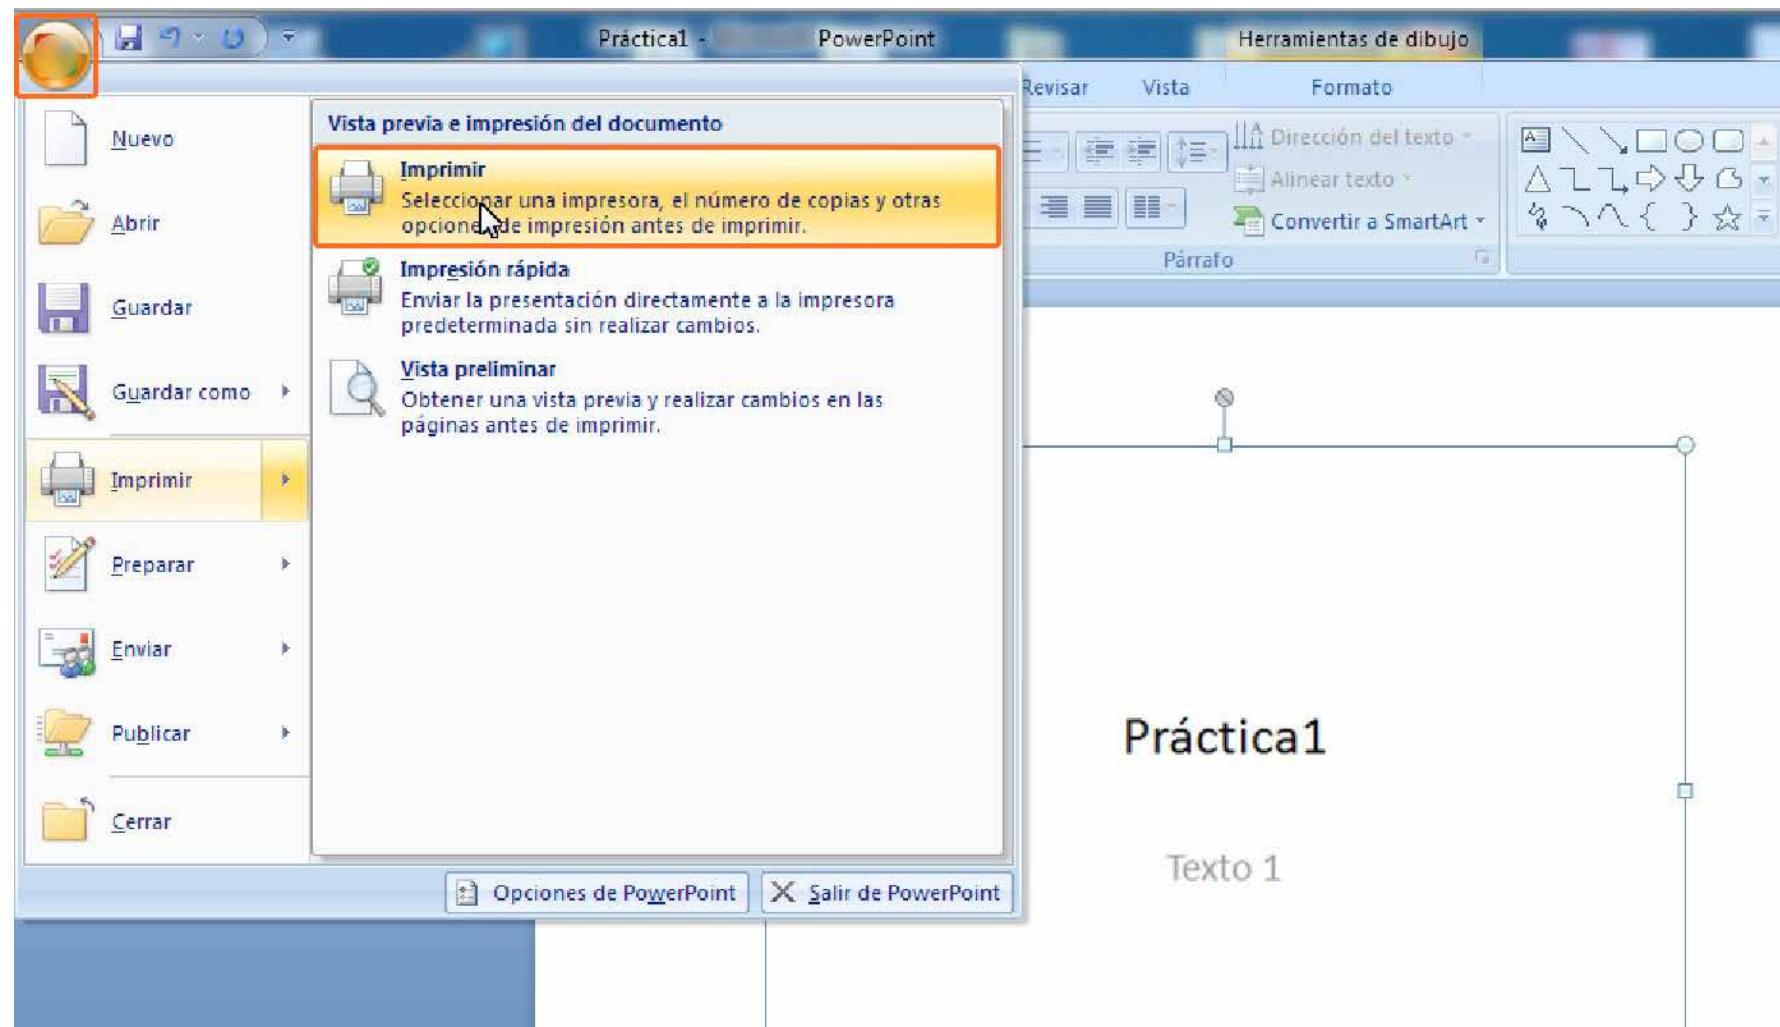 Práctica1 - PowerPoint
Herramientas de dibujo
Revisar Vista Formato
Nuevo
Abrir
Guardar
Guardar como
Imprimir
Preparar
Enviar
Publicar
Cerrar
Vista previa e impresión del documento
Imprimir
Seleccionar una impresora, el número de copias y otras
opciones de impresión antes de imprimir.
Impresión rápida
Enviar la presentación directamente a la impresora
predeterminada sin realizar cambios.
Vista preliminar
Obtener una vista previa y realizar cambios en las
páginas antes de imprimir.
Opciones de PowerPoint
Salir de PowerPoint
Dirección del texto
Alinear texto
Convertir a SmartArt
Párrafo
Práctica1
Texto 1